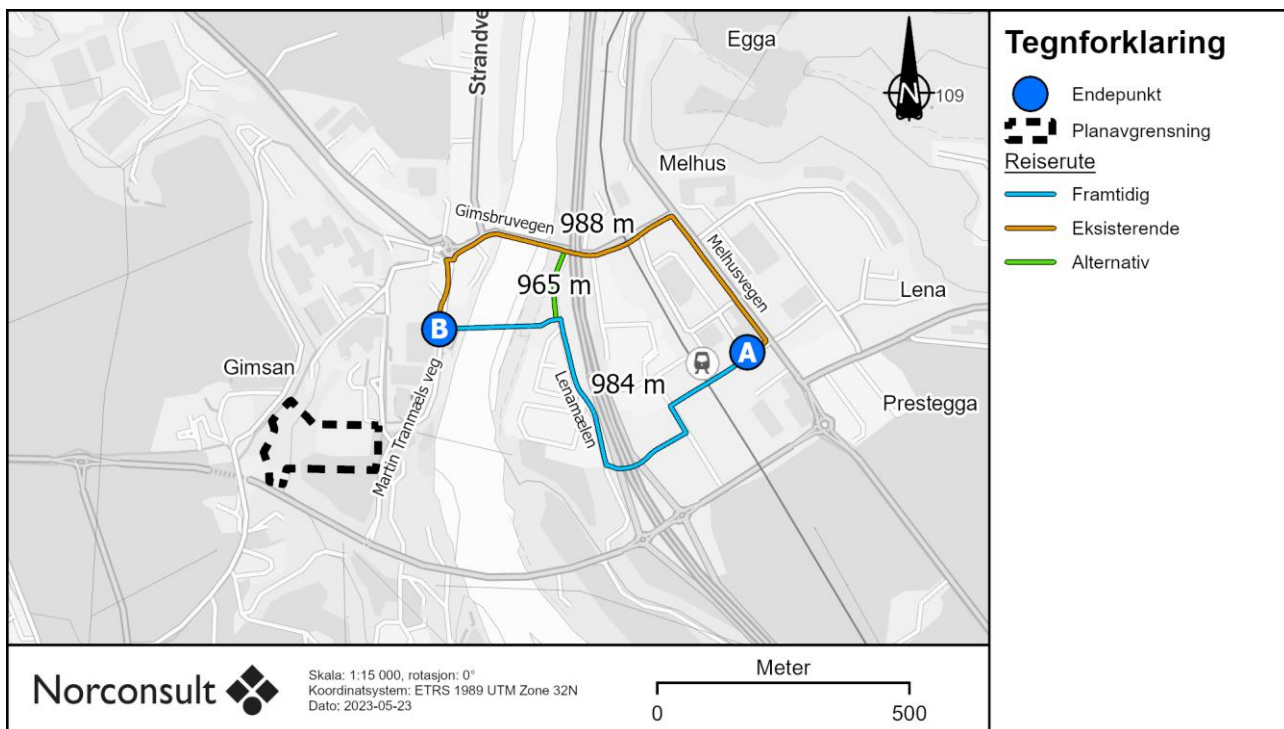 Egga
109
Strandve
Melhus
Gimsbruvegen
988 m
Melhusvegen
965 m
Lena
B
A
Gimsan
984 m
Lenamælen
Martin Tranmæls veg
Prestegga
N
Tegnforklaring
Endepunkt
Planavgrensning
Reiserute
Framtidig
Eksisterende
Alternativ
Norconsult
Skala: 1:15 000, rotasjon: 0°
Koordinatsystem: ETRS 1989 UTM Zone 32N
Dato: 2023-05-23
Meter
0 500